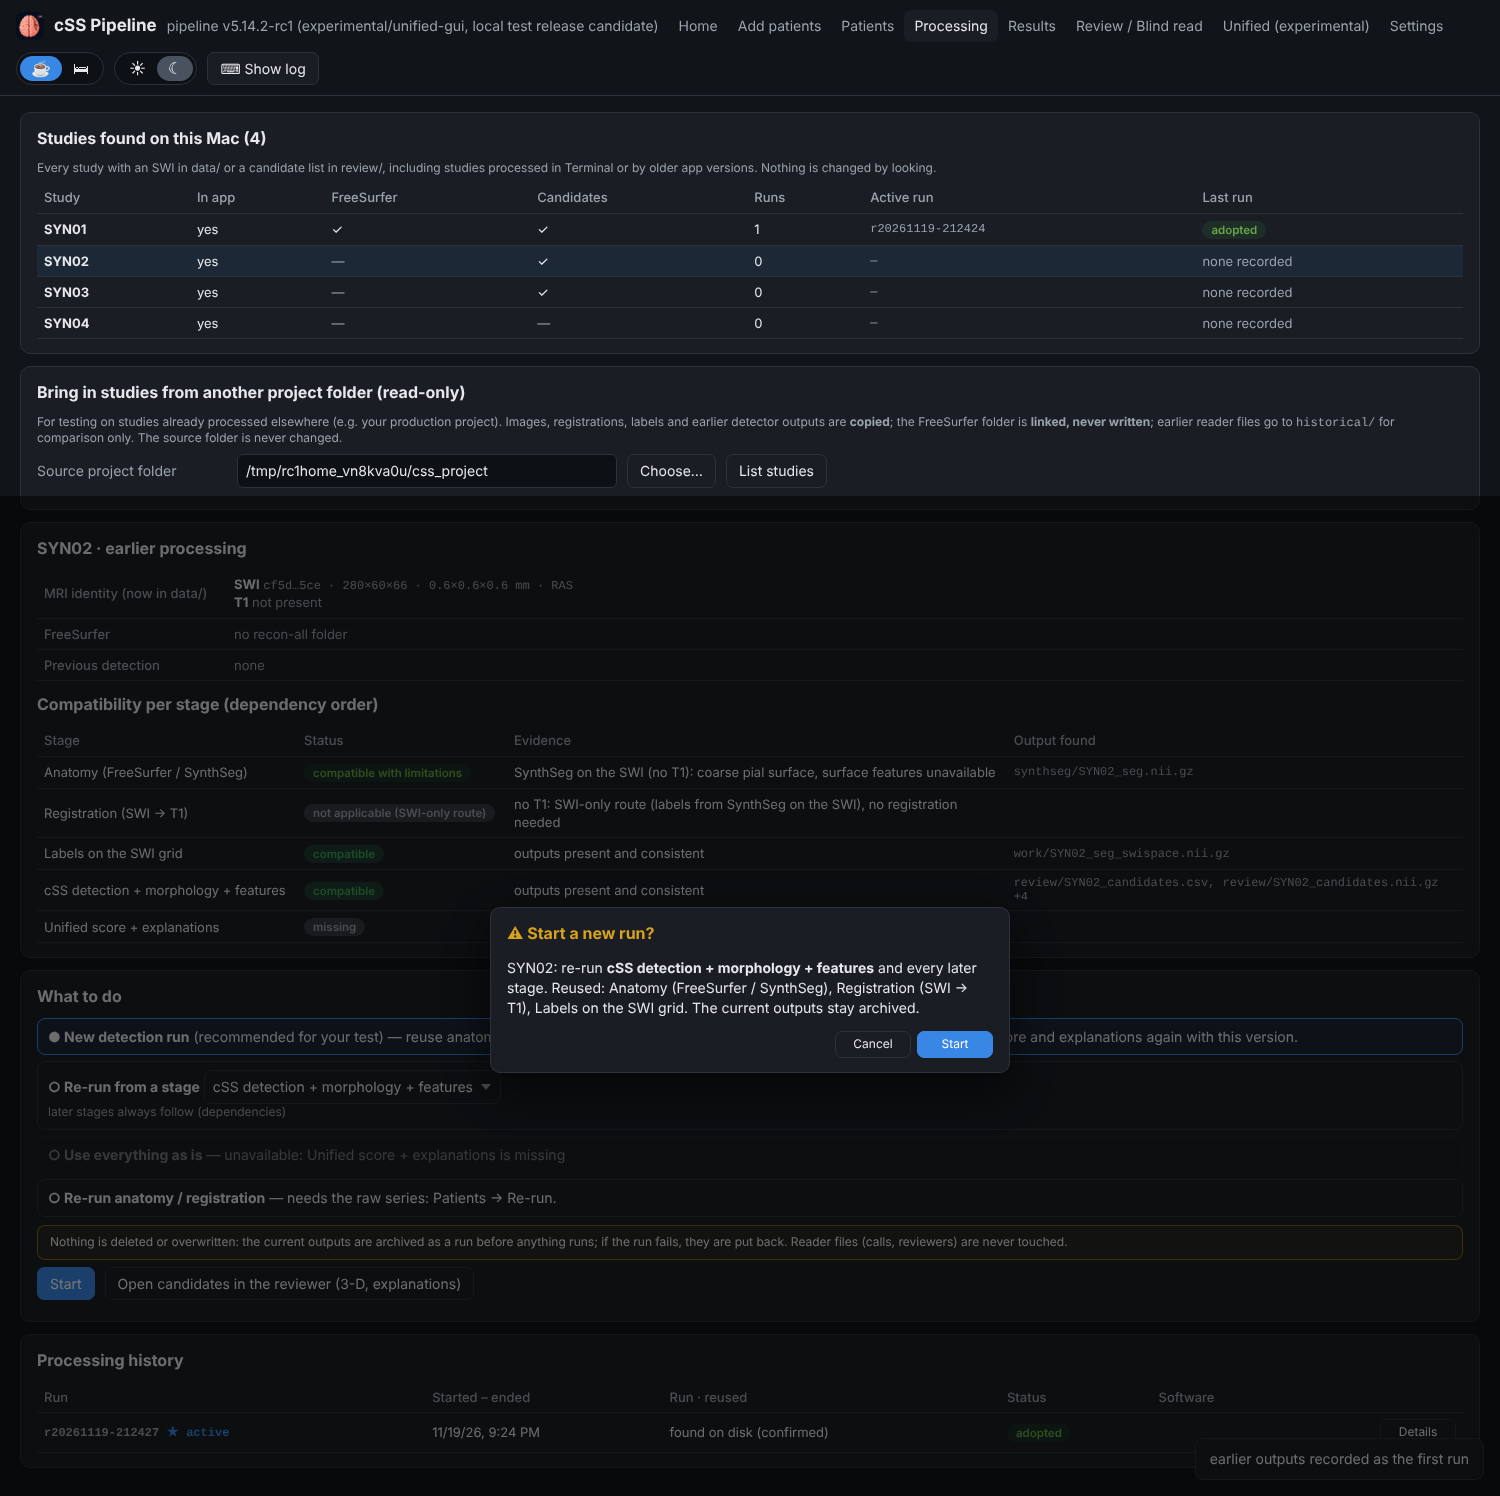 cSS Pipeline pipeline v5.14.2-rc1 (experimental/unified-gui, local test release candidate) Home Add patients Patients Processing Results Review / Blind read Unified (experimental) Settings
Show log
Studies found on this Mac (4)
Every study with an SWI in data/ or a candidate list in review/, including studies processed in Terminal or by older app versions. Nothing is changed by looking.
Study In app FreeSurfer Candidates Runs Active run Last run
SYN01 yes ✓ ✓ 1 r20261119-212424 adopted
SYN02 yes — ✓ 0 – none recorded
SYN03 yes — ✓ 0 – none recorded
SYN04 yes — — 0 – none recorded
Bring in studies from another project folder (read-only)
For testing on studies already processed elsewhere (e.g. your production project). Images, registrations, labels and earlier detector outputs are copied; the FreeSurfer folder is linked, never written; earlier reader files go to historical/ for
comparison only. The source folder is never changed.
Source project folder /tmp/rc1home_vn8kva0u/css_project Choose... List studies
SYN02 · earlier processing
MRI identity (now in data/) SWI cf5d…5ce · 280×60×66 · 0.6×0.6×0.6 mm · RAS
T1 not present
FreeSurfer no recon-all folder
Previous detection none
Compatibility per stage (dependency order)
Stage Status Evidence Output found
Anatomy (FreeSurfer / SynthSeg) compatible with limitations SynthSeg on the SWI (no T1): coarse pial surface, surface features unavailable synthseg/SYN02_seg.nii.gz
Registration (SWI → T1) not applicable (SWI-only route) no T1: SWI-only route (labels from SynthSeg on the SWI), no registration
needed
Labels on the SWI grid compatible outputs present and consistent work/SYN02_seg_swispace.nii.gz
cSS detection + morphology + features compatible outputs present and consistent review/SYN02_candidates.csv, review/SYN02_candidates.nii.gz
+4
Unified score + explanations missing
⚠ Start a new run?
SYN02: re-run cSS detection + morphology + features and every later
stage. Reused: Anatomy (FreeSurfer / SynthSeg), Registration (SWI →
T1), Labels on the SWI grid. The current outputs stay archived.
Cancel Start
What to do
New detection run (recommended for your test) — reuse anaton re and explanations again with this version.
Re-run from a stage cSS detection + morphology + features
later stages always follow (dependencies)
Use everything as is — unavailable: Unified score + explanations is missing
Re-run anatomy / registration — needs the raw series: Patients → Re-run.
Nothing is deleted or overwritten: the current outputs are archived as a run before anything runs; if the run fails, they are put back. Reader files (calls, reviewers) are never touched.
Start Open candidates in the reviewer (3-D, explanations)
Processing history
Run Started – ended Run · reused Status Software
r20261119-212427 ★ active 11/19/26, 9:24 PM found on disk (confirmed) adopted Details
earlier outputs recorded as the first run